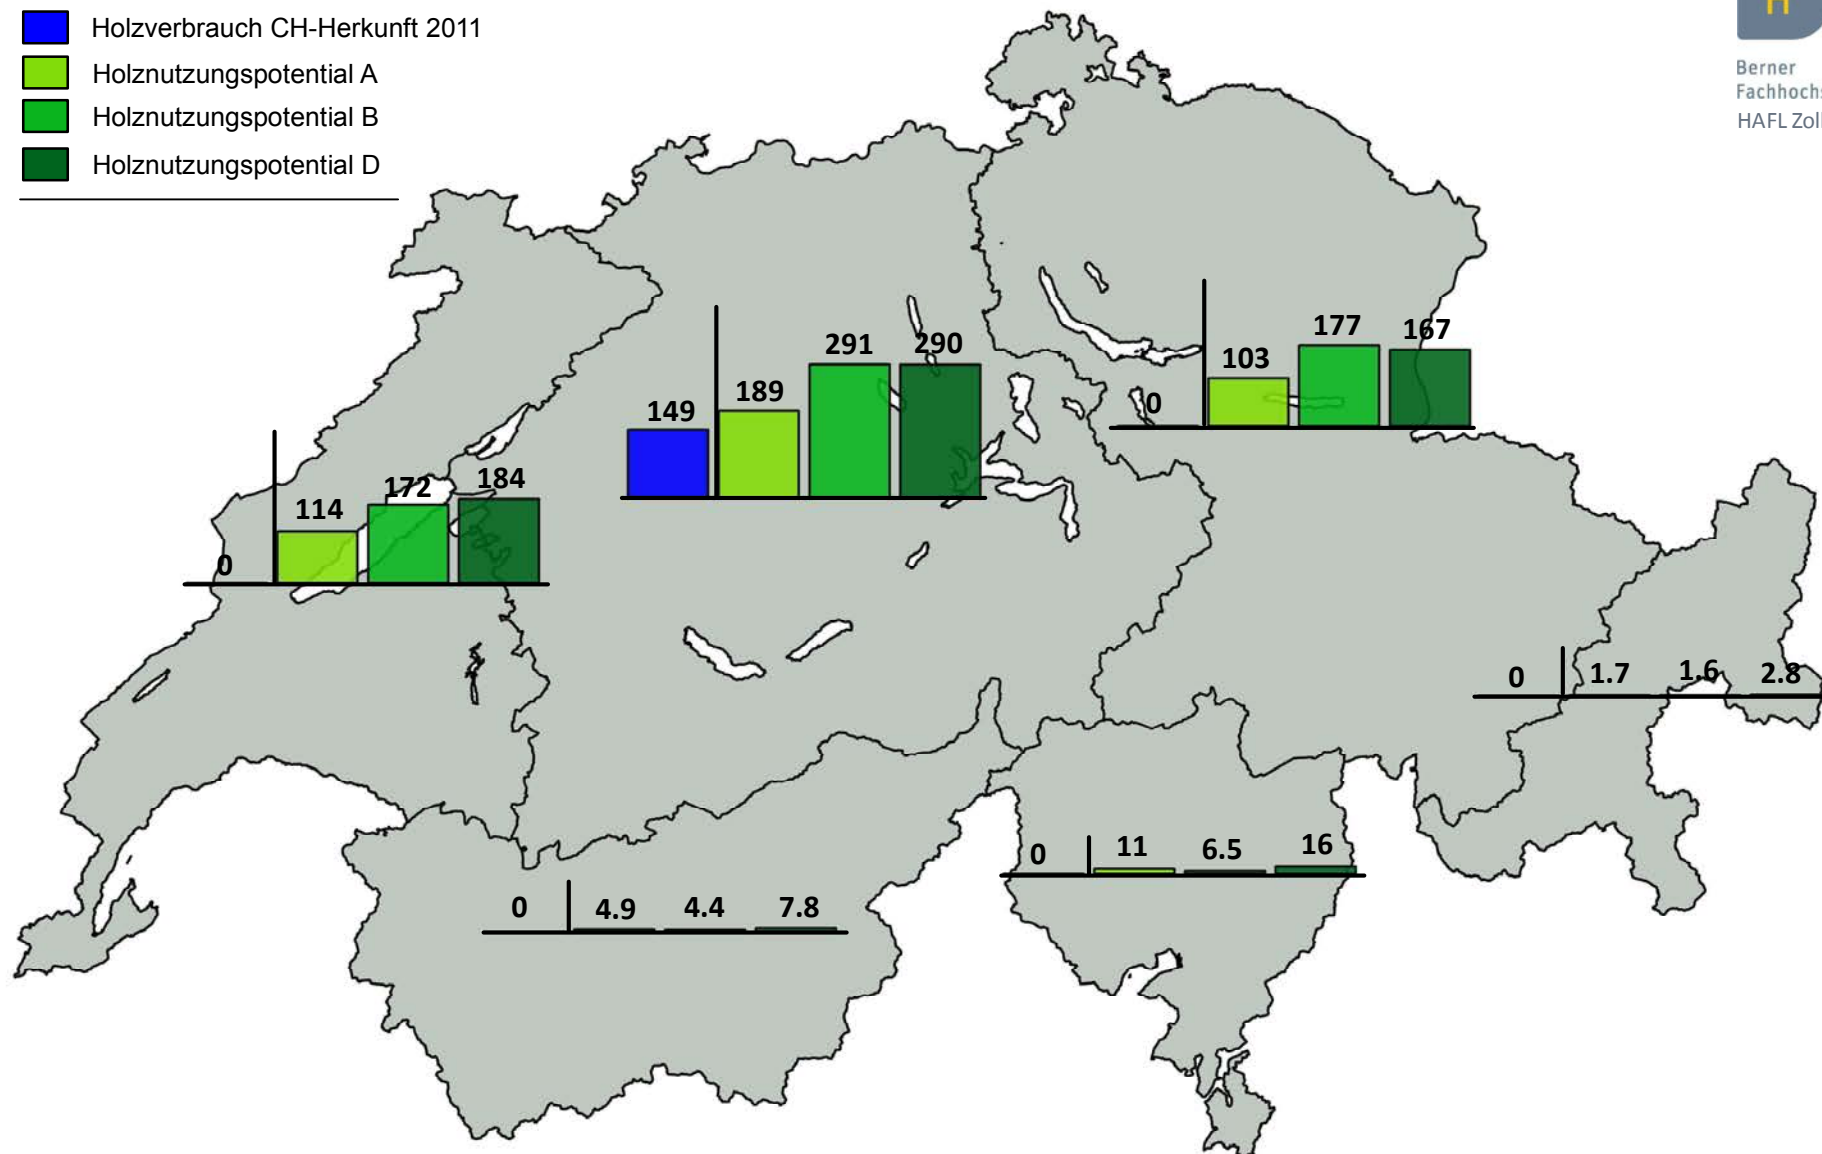 Holzverbrauch CH-Herkunft 2011
Holznutzungspotential A
Holznutzungspotential B
Holznutzungspotential D
H
Berner
HAFL
0 114 172 184
149 189 291 290
0 103 177 167
0 1.7 1.6 2.8
0 11 6.5 16
0 4.9 4.4 7.8